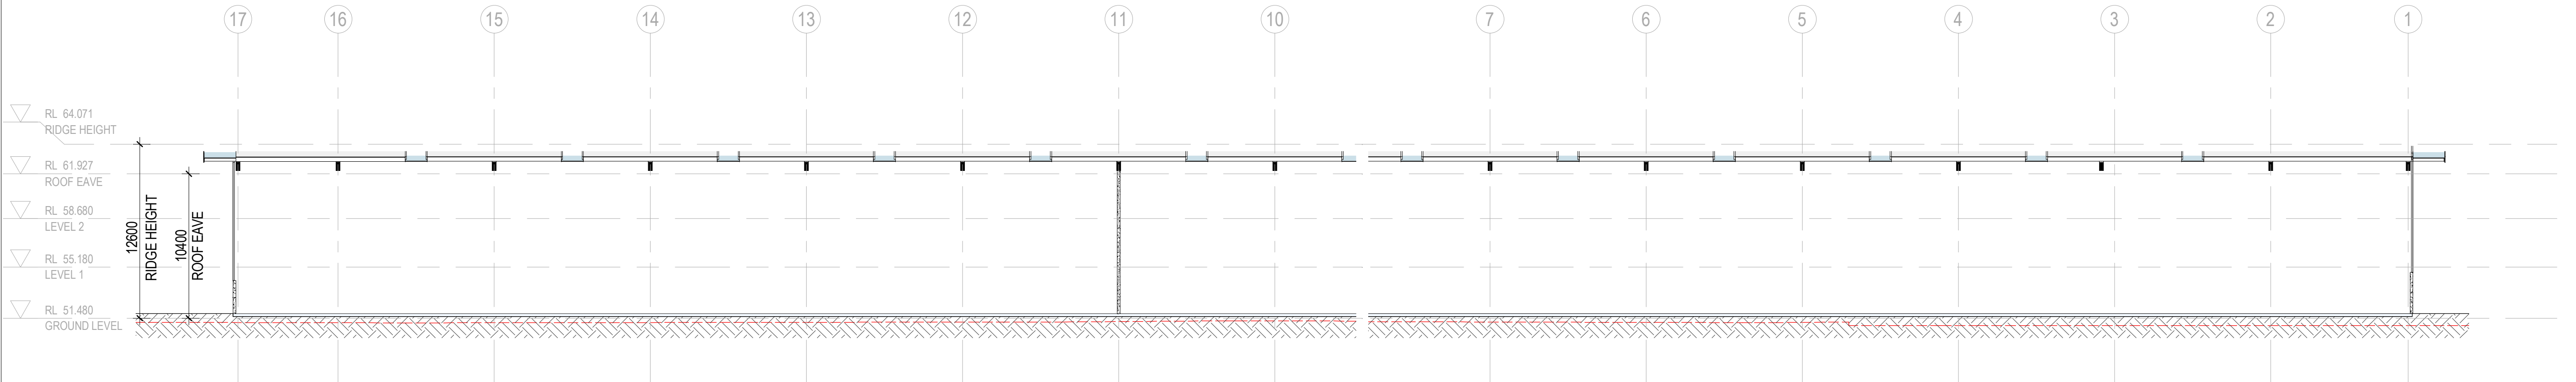 17 16 15 14 13 12 11 10 7 6 5 4 3 2 1
RL 64.071
RIDGE HEIGHT
RL 61.927
ROOF EAVE
RL 58.680
LEVEL 2
RL 55.180
LEVEL 1
RL 51.480
GROUND LEVEL
12600
RIDGE HEIGHT
10400
ROOF EAVE